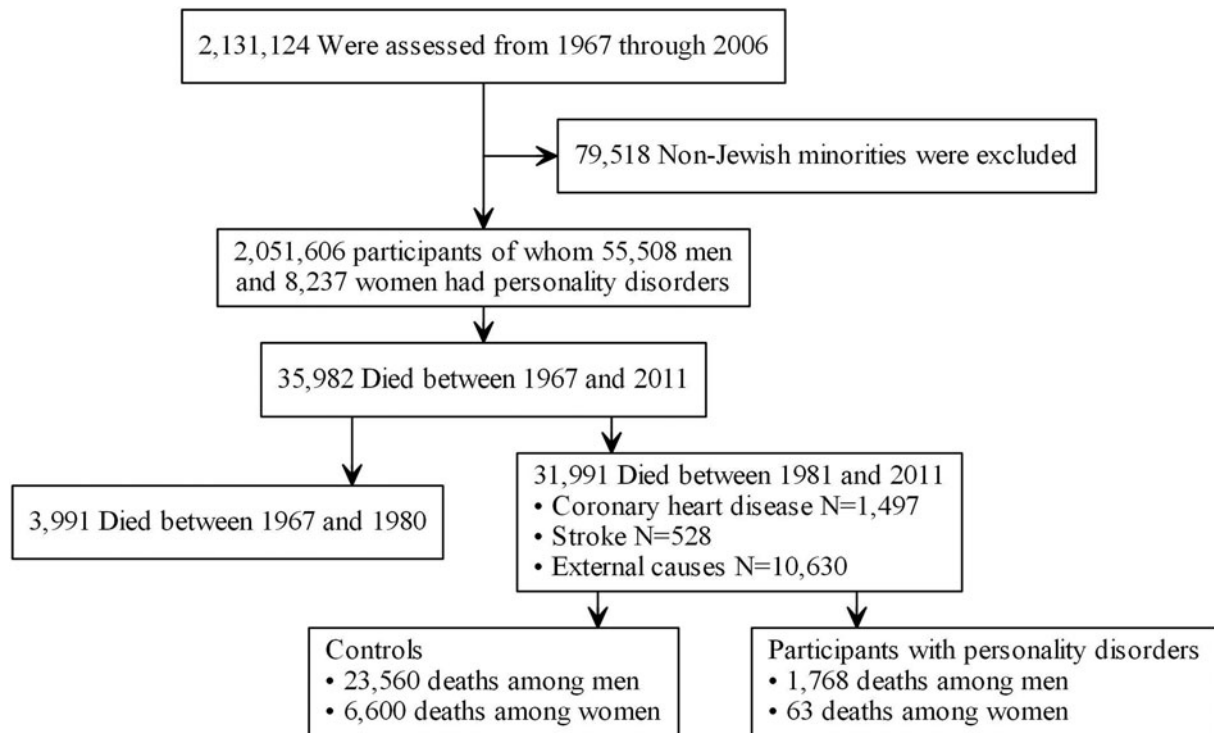 2,131,124 Were assessed from 1967 through 2006
79,518 Non-Jewish minorities were excluded
2,051,606 participants of whom 55,508 men
and 8,237 women had personality disorders
35,982 Died between 1967 and 2011
3,991 Died between 1967 and 1980
31,991 Died between 1981 and 2011
• Coronary heart disease N=1,497
• Stroke N=528
• External causes N=10,630
Controls
• 23,560 deaths among men
• 6,600 deaths among women
Participants with personality disorders
• 1,768 deaths among men
• 63 deaths among women